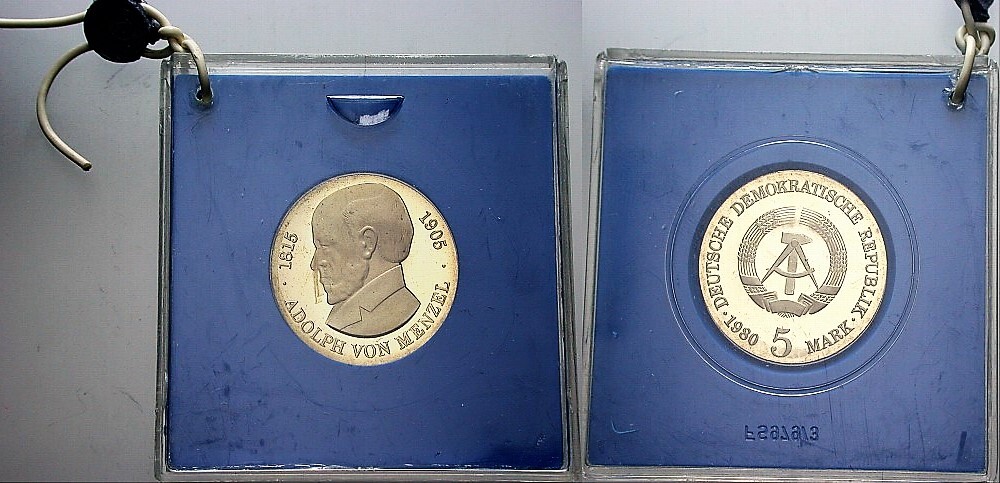 1815 · 1905 ·
ADOLPH VON MENZEL
DEUTSCHE DEMOKRATISCHE REPUBLIK
· 1980 5 MARK ·